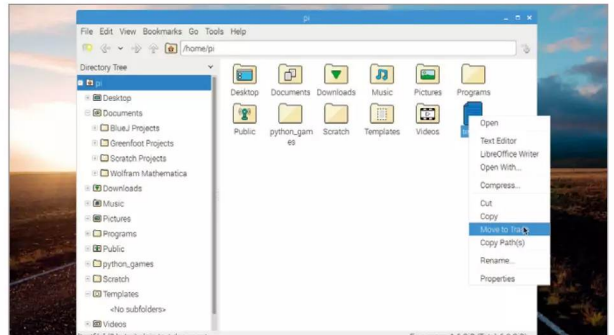 pi
File Edit View Bookmarks Go Tools Help
/home/pi
Directory Tree
pi
Desktop
Documents
BlueJ Projects
Greenfoot Projects
Scratch Projects
Wolfram Mathematica
Downloads
Music
Pictures
Programs
Public
python_games
Scratch
Templates
<No subfolders>
Videos
Desktop Documents Downloads Music Pictures Programs
Public python_gam Scratch Templates Videos
es
Open
Text Editor
LibreOffice Writer
Open With...
Compress...
Cut
Copy
Move to
Copy Path(s)
Rename...
Properties